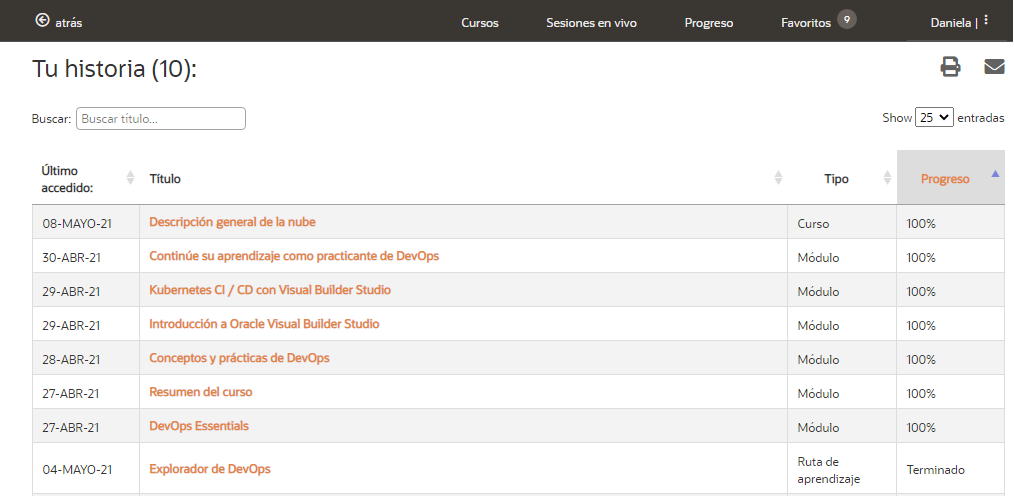 atrás Cursos Sesiones en vivo Progreso Favoritos 9 Daniela |
Tu historia (10):
Buscar: Buscar título... Show 25 entradas
Último accedido: Título Tipo Progreso
08-MAYO-21 Descripción general de la nube Curso 100%
30-ABR-21 Continúe su aprendizaje como practicante de DevOps Módulo 100%
29-ABR-21 Kubernetes CI / CD con Visual Builder Studio Módulo 100%
29-ABR-21 Introducción a Oracle Visual Builder Studio Módulo 100%
28-ABR-21 Conceptos y prácticas de DevOps Módulo 100%
27-ABR-21 Resumen del curso Módulo 100%
27-ABR-21 DevOps Essentials Módulo 100%
04-MAYO-21 Explorador de DevOps Ruta de aprendizaje Terminado